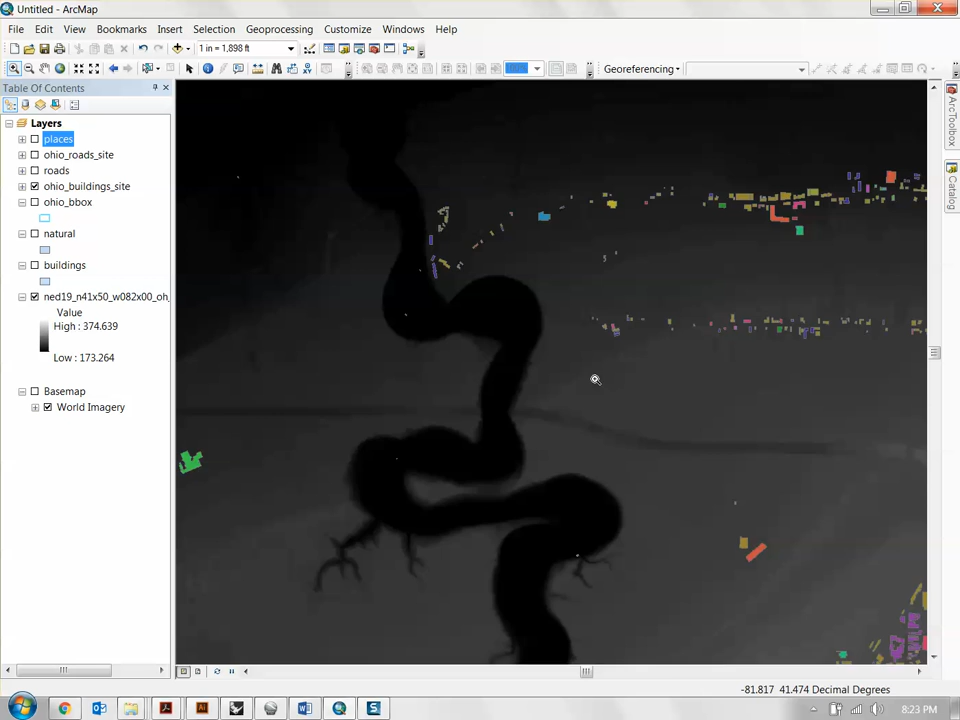 Untitled - ArcMap
File Edit View Bookmarks Insert Selection Geoprocessing Customize Windows Help
1 in = 1,898 ft
100%
Georeferencing
Table Of Contents
Layers
places
ohio_roads_site
roads
ohio_buildings_site
ohio_bbox
natural
buildings
ned19_n41x50_w082x00_oh_
Value
High : 374.639
Low : 173.264
Basemap
World Imagery
ArcToolbox
Catalog
-81.817 41.474 Decimal Degrees
8:23 PM